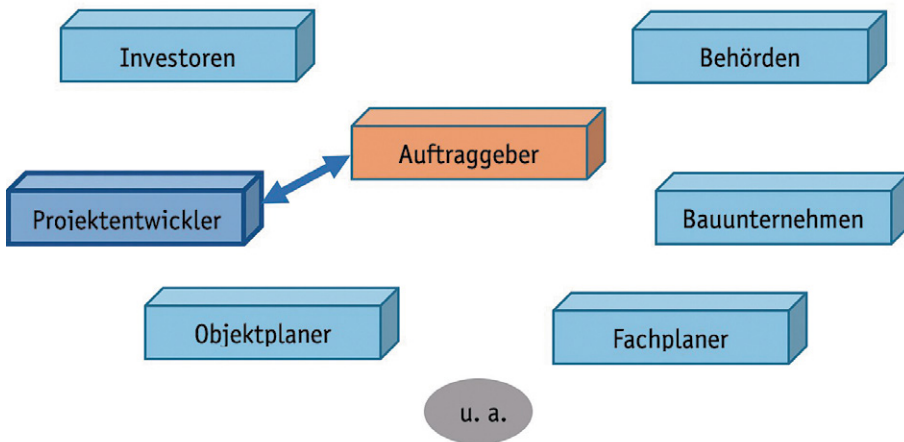 Investoren
Behörden
Auftraggeber
Projektentwickler
Bauunternehmen
Objektplaner
Fachplaner
u. a.